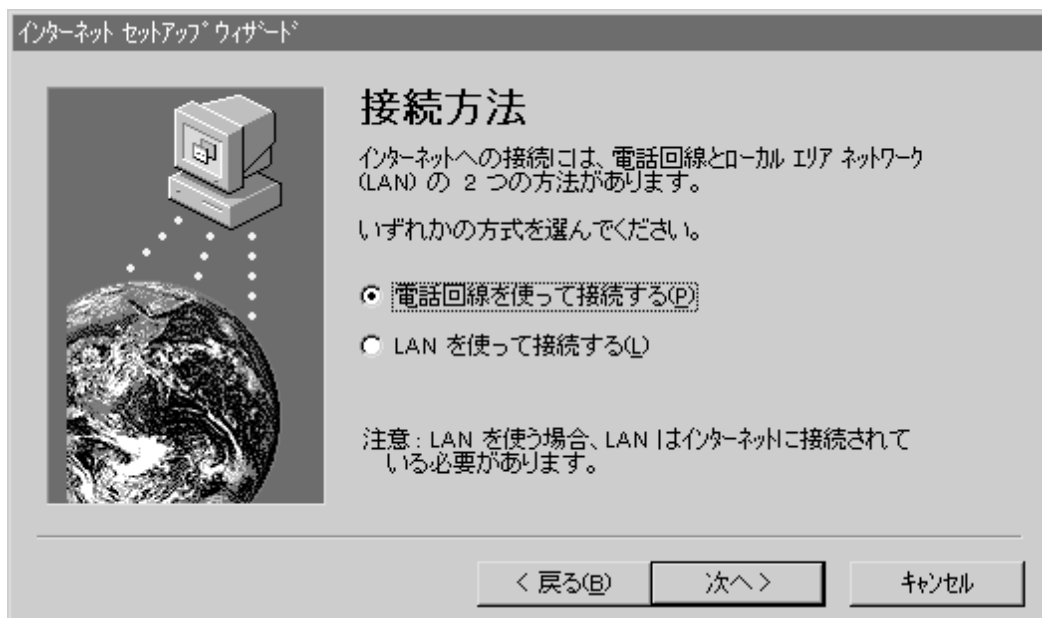 インターネット セットアップ ウィザード
接続方法
インターネットへの接続には、電話回線とローカル エリア ネットワーク
(LAN) の 2 つの方法があります。
いずれかの方式を選んでください。
電話回線を使って接続する(P)
LAN を使って接続する(L)
注意 : LAN を使う場合、LAN はインターネットに接続されて
いる必要があります。
< 戻る(B)
次へ >
キャンセル